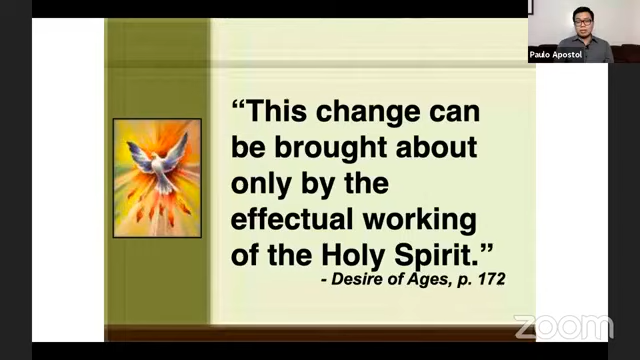 Paulo Apostol
“This change can
be brought about
only by the
effectual working
of the Holy Spirit.”
- Desire of Ages, p. 172
zoom